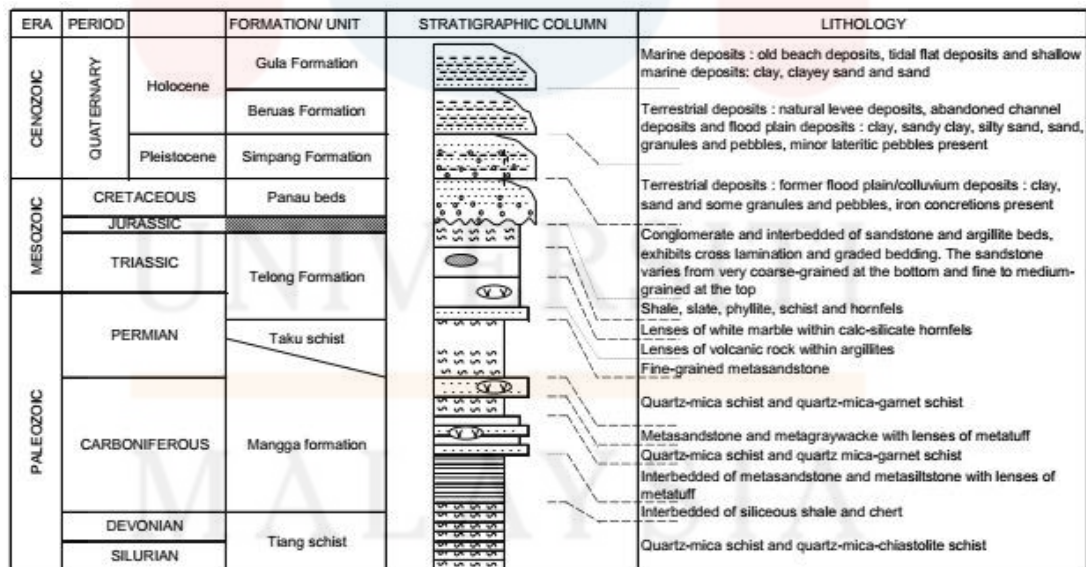 ERA PERIOD FORMATION/ UNIT STRATIGRAPHIC COLUMN LITHOLOGY
CENOZOIC
QUATERNARY
Holocene
Pleistocene
Gula Formation
Beruas Formation
Simpang Formation
Marine deposits : old beach deposits, tidal flat deposits and shallow
marine deposits: clay, clayey sand and sand
Terrestrial deposits : natural levee deposits, abandoned channel
deposits and flood plain deposits : clay, sandy clay, silty sand, sand,
granules and pebbles, minor lateritic pebbles present
MESOZOIC
CRETACEOUS
Panau beds
JURASSIC
TRIASSIC
Telong Formation
Terrestrial deposits : former flood plain/colluvium deposits : clay,
sand and some granules and pebbles, iron concretions present
Conglomerate and interbedded of sandstone and argillite beds,
exhibits cross lamination and graded bedding. The sandstone
varies from very coarse-grained at the bottom and fine to medium-
grained at the top
Shale, slate, phyllite, schist and hornfels
Lenses of white marble within calc-silicate hornfels
Lenses of volcanic rock within argillites
Fine-grained metasandstone
PALEOZOIC
PERMIAN
Taku schist
CARBONIFEROUS
Mangga formation
DEVONIAN
SILURIAN
Tiang schist
Quartz-mica schist and quartz-mica-garnet schist
Metasandstone and metagraywacke with lenses of metatuff
Quartz-mica schist and quartz mica-garnet schist
Interbedded of metasandstone and metasiltstone with lenses of
metatuff
Interbedded of siliceous shale and chert
Quartz-mica schist and quartz-mica-chiastolite schist
UNIVERSITI
MALAYSIA